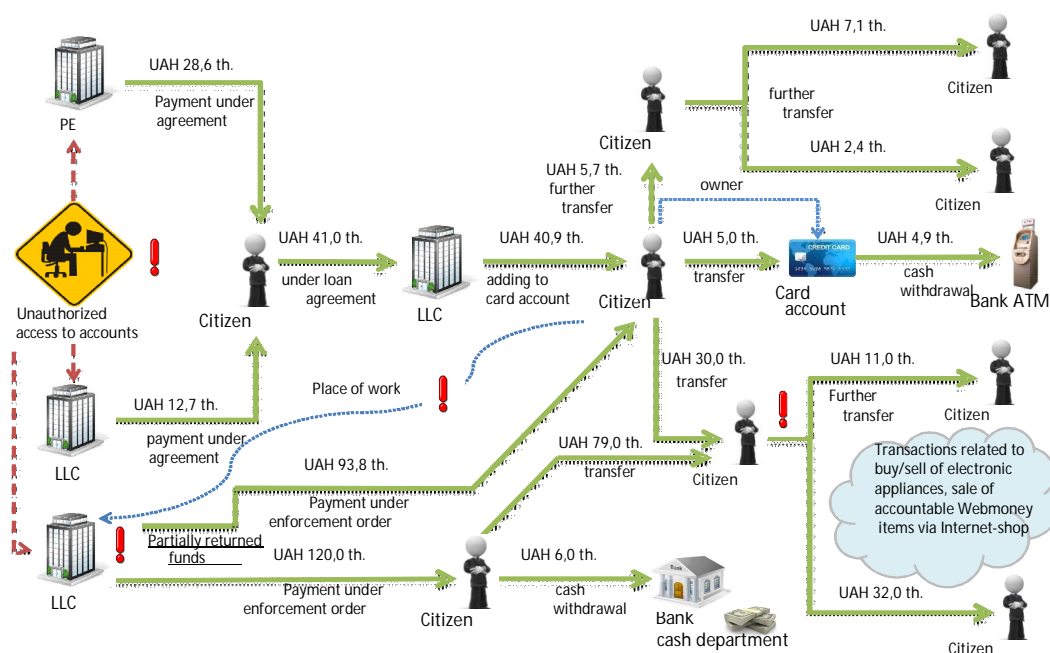 UAH 28,6 th.
Payment under
agreement
PE
Unauthorized
access to accounts
Citizen
UAH 41,0 th.
under loan
agreement
LLC
UAH 40,9 th.
adding to
card account
Citizen
UAH 5,7 th.
further
transfer
Citizen
UAH 7,1 th.
Citizen
further
transfer
UAH 2,4 th.
Citizen
owner
UAH 5,0 th.
transfer
CREDIT CARD
Card
account
UAH 4,9 th.
cash
withdrawal
Bank ATM
LLC
UAH 12,7 th.
payment under
agreement
Place of work
UAH 30,0 th.
transfer
UAH 11,0 th.
Further
transfer
Citizen
UAH 93,8 th.
Payment under
enforcement order
UAH 79,0 th.
transfer
Citizen
Transactions related to
buy/sell of electronic
appliances, sale of
accountable Webmoney
items via Internet-shop
LLC
Partially returned
funds
UAH 120,0 th.
Payment under
enforcement order
Citizen
UAH 6,0 th.
cash
withdrawal
Bank
Bank
cash department
UAH 32,0 th.
Citizen